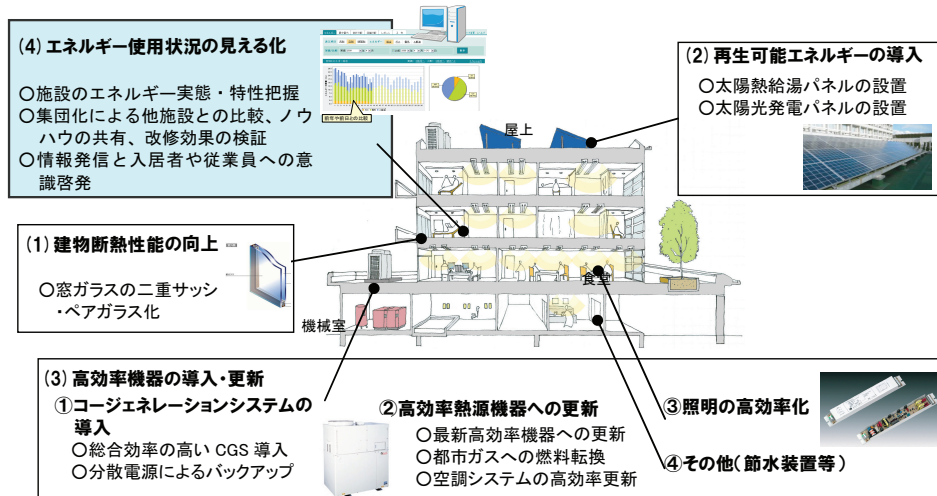 (4) エネルギー使用状況の見える化
○施設のエネルギー実態・特性把握
○集団化による他施設との比較、ノウ
ハウの共有、改修効果の検証
○情報発信と入居者や従業員への意
識啓発
前年や前日との比較
(2) 再生可能エネルギーの導入
○太陽熱給湯パネルの設置
○太陽光発電パネルの設置
屋上
(1) 建物断熱性能の向上
○窓ガラスの二重サッシ
・ペアガラス化
食堂
機械室
(3) 高効率機器の導入・更新
①コージェネレーションシステムの
導入
○総合効率の高い CGS 導入
○分散電源によるバックアップ
②高効率熱源機器への更新
○最新高効率機器への更新
○都市ガスへの燃料転換
○空調システムの高効率更新
③照明の高効率化
④その他（節水装置等）